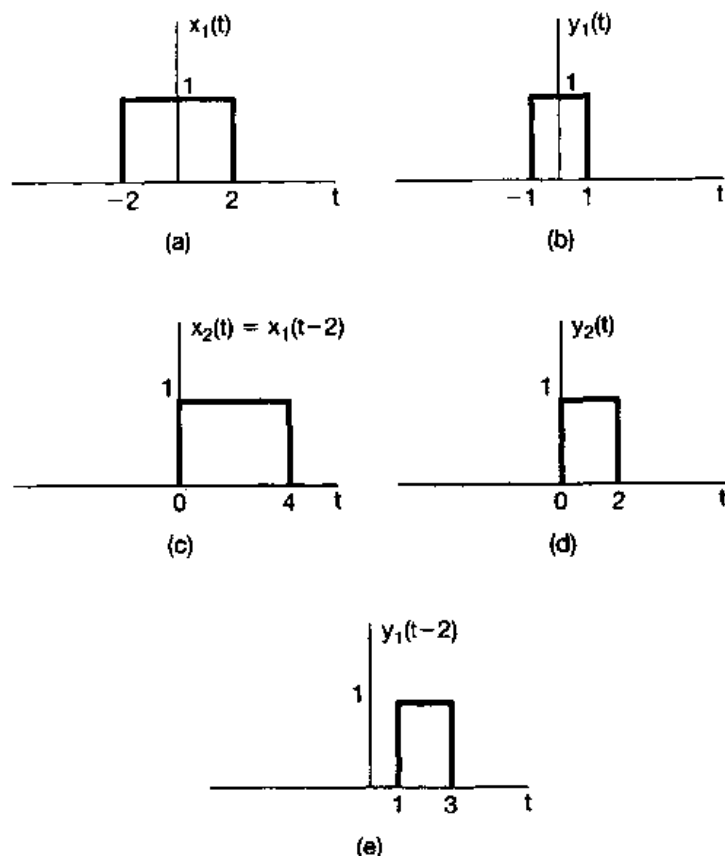 x₁(t)
1
-2 2 t
(a)
y₁(t)
1
-1 1 t
(b)
x₂(t) = x₁(t-2)
1
0 4 t
(c)
y₂(t)
1
0 2 t
(d)
y₁(t-2)
1
1 3 t
(e)